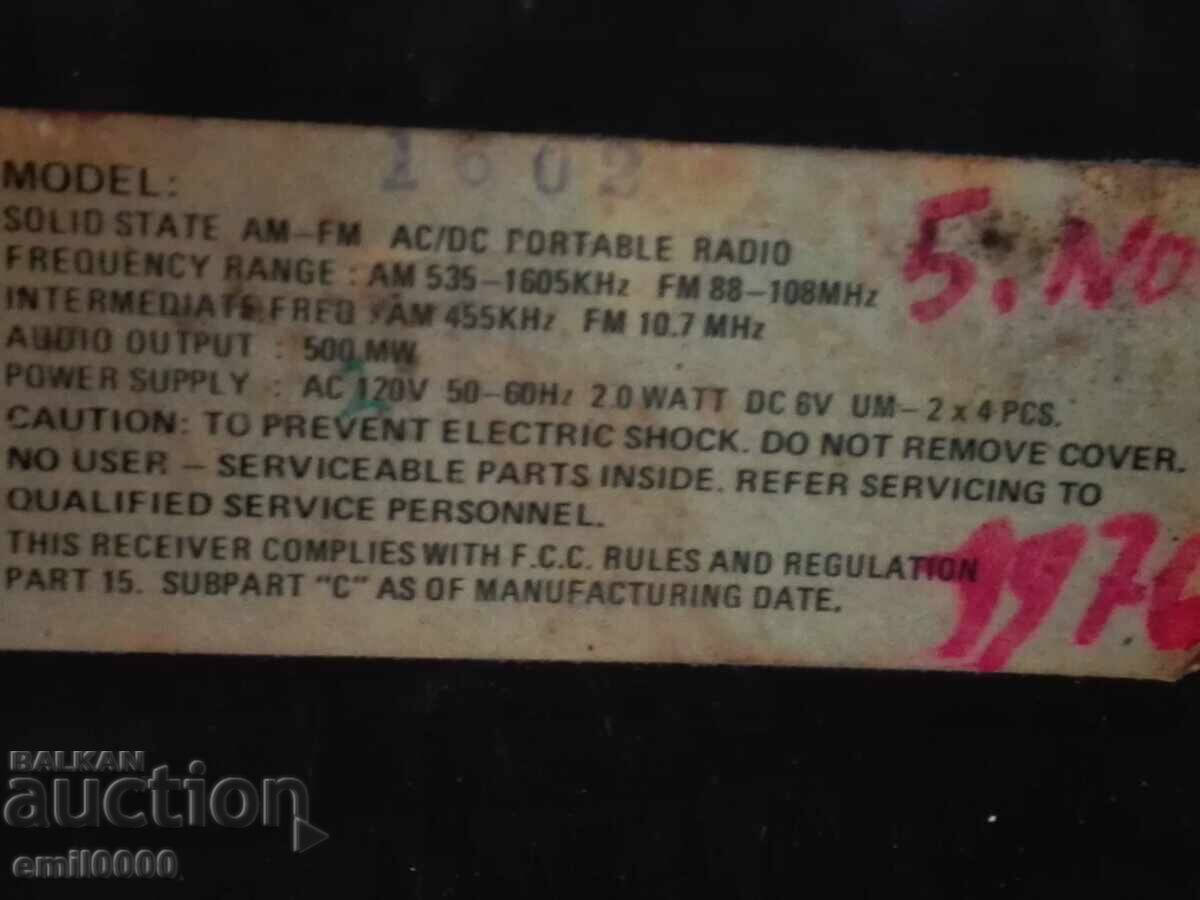 MODEL: 1602
SOLID STATE AM-FM AC/DC PORTABLE RADIO
FREQUENCY RANGE : AM 535-1605KHz FM 88-108MHz
INTERMEDIATE FREQ : AM 455KHz FM 10.7 MHz
AUDIO OUTPUT : 500 MW
POWER SUPPLY : AC 120V 50-60Hz 2.0 WATT DC 6V UM-2 x 4 PCS.
CAUTION: TO PREVENT ELECTRIC SHOCK. DO NOT REMOVE COVER.
NO USER - SERVICEABLE PARTS INSIDE. REFER SERVICING TO
QUALIFIED SERVICE PERSONNEL.
THIS RECEIVER COMPLIES WITH F.C.C. RULES AND REGULATION
PART 15. SUBPART "C" AS OF MANUFACTURING DATE.
5. No
BALKAN
auction
emil0000